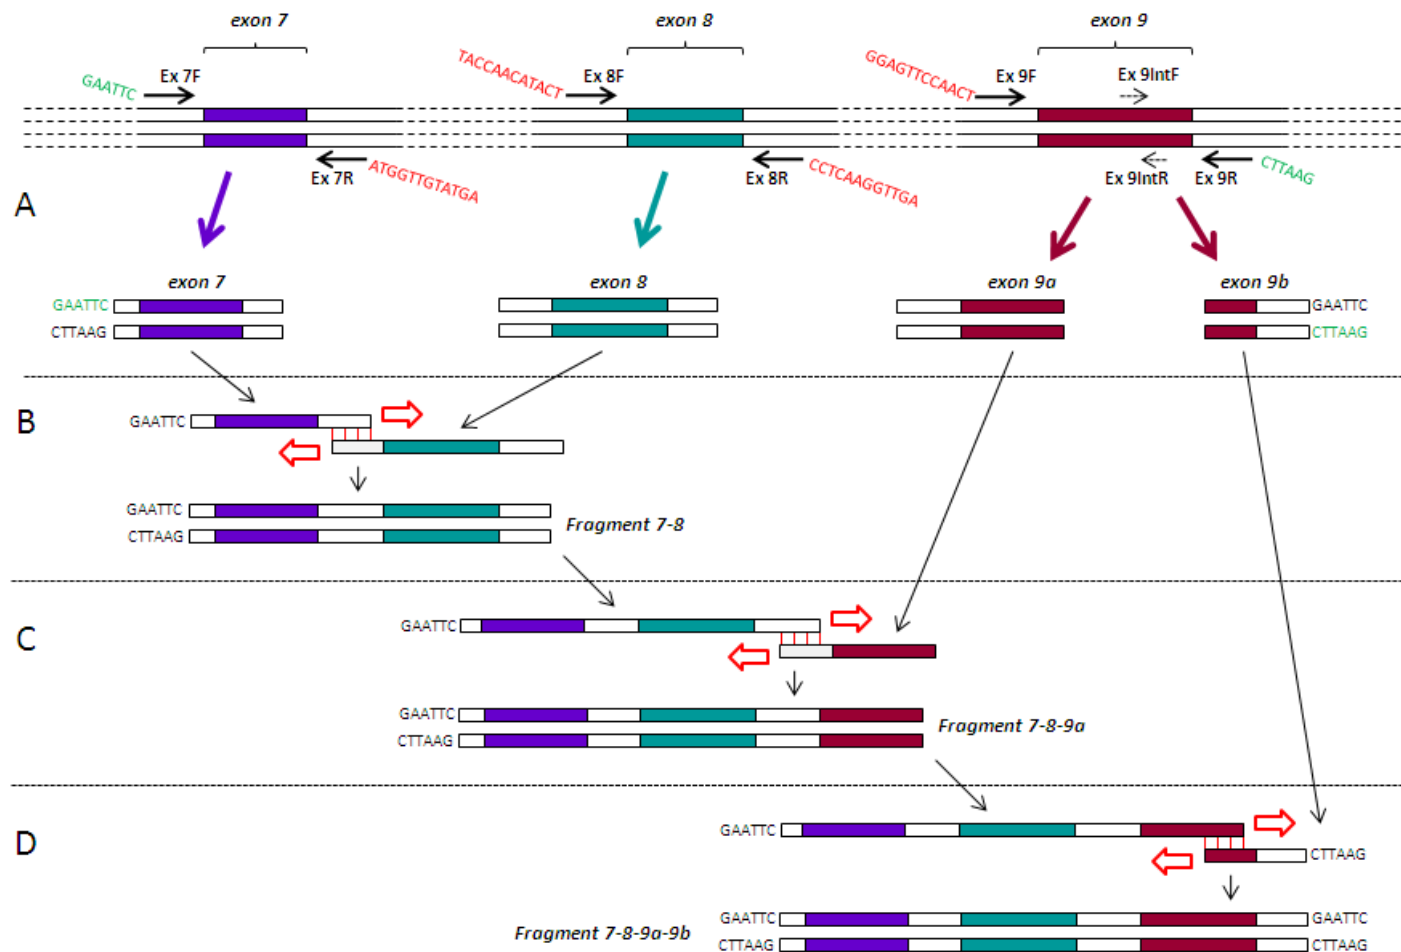 exon 7
exon 8
exon 9
GAATTC
Ex 7F
TACCAACATACT
Ex 8F
GGAGTTCCAACT
Ex 9F
Ex 9IntF
Ex 7R
ATGGTTGTATGA
Ex 8R
CCTCAAGGTTGA
Ex 9IntR
Ex 9R
CTTAAG
A
exon 7
exon 8
exon 9a
exon 9b
GAATTC
GAATTC
CTTAAG
CTTAAG
B
GAATTC
GAATTC
CTTAAG
Fragment 7-8
C
GAATTC
GAATTC
CTTAAG
Fragment 7-8-9a
D
GAATTC
CTTAAG
Fragment 7-8-9a-9b
GAATTC
GAATTC
CTTAAG
CTTAAG